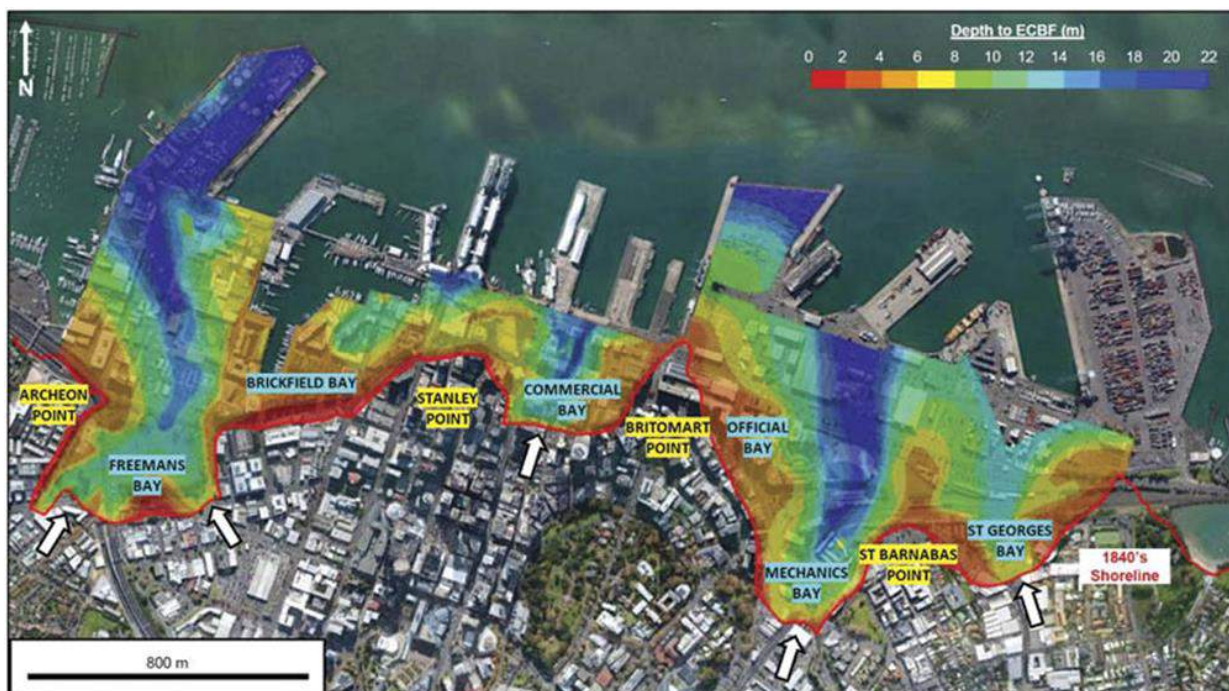 Depth to ECBF (m)
0 2 4 6 8 10 12 14 16 18 20 22
N
ARCHEON
POINT
BRICKFIELD BAY
STANLEY
POINT
COMMERCIAL
BAY
BRITOMART
POINT
OFFICIAL
BAY
FREEMANS
BAY
MECHANICS
BAY
ST BARNABAS
POINT
ST GEORGES
BAY
1840's
Shoreline
800 m